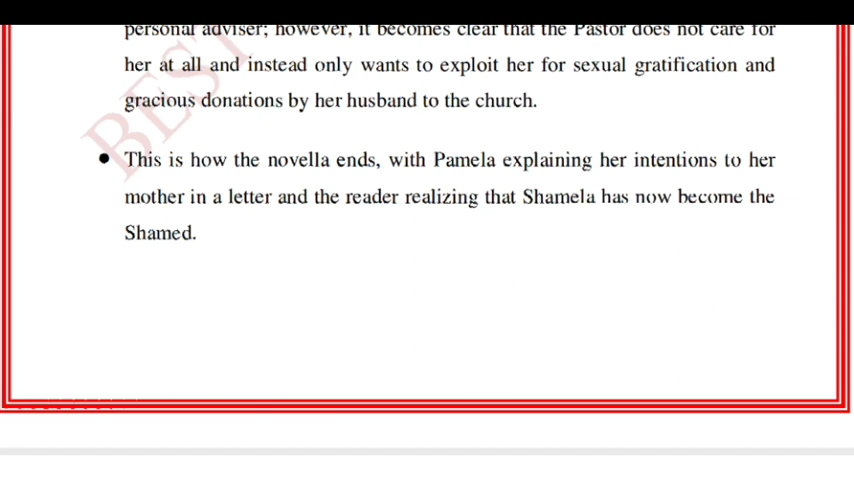 personal adviser; however, it becomes clear that the Pastor does not care for
her at all and instead only wants to exploit her for sexual gratification and
gracious donations by her husband to the church.
● This is how the novella ends, with Pamela explaining her intentions to her
mother in a letter and the reader realizing that Shamela has now become the
Shamed.
BEST